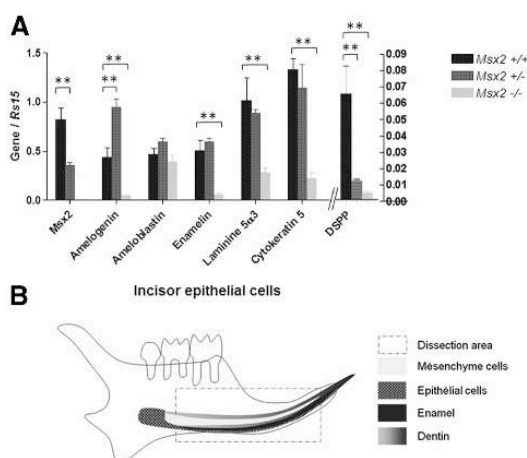 A
Gene / Rs15
1.5
1.0
0.5
0.0
**
**
**
**
**
**
**
**
0.09
0.08
0.07
0.06
0.05
0.04
0.03
0.02
0.01
0.00
Msx2 +/+
Msx2 +/-
Msx2 -/-
Msx2
Amelogenin
Ameloblastin
Enamelin
Laminine 5α3
Cytokeratin 5
DSPP
B
Incisor epithelial cells
Dissection area
Mésenchyme cells
Epithélial cells
Enamel
Dentin